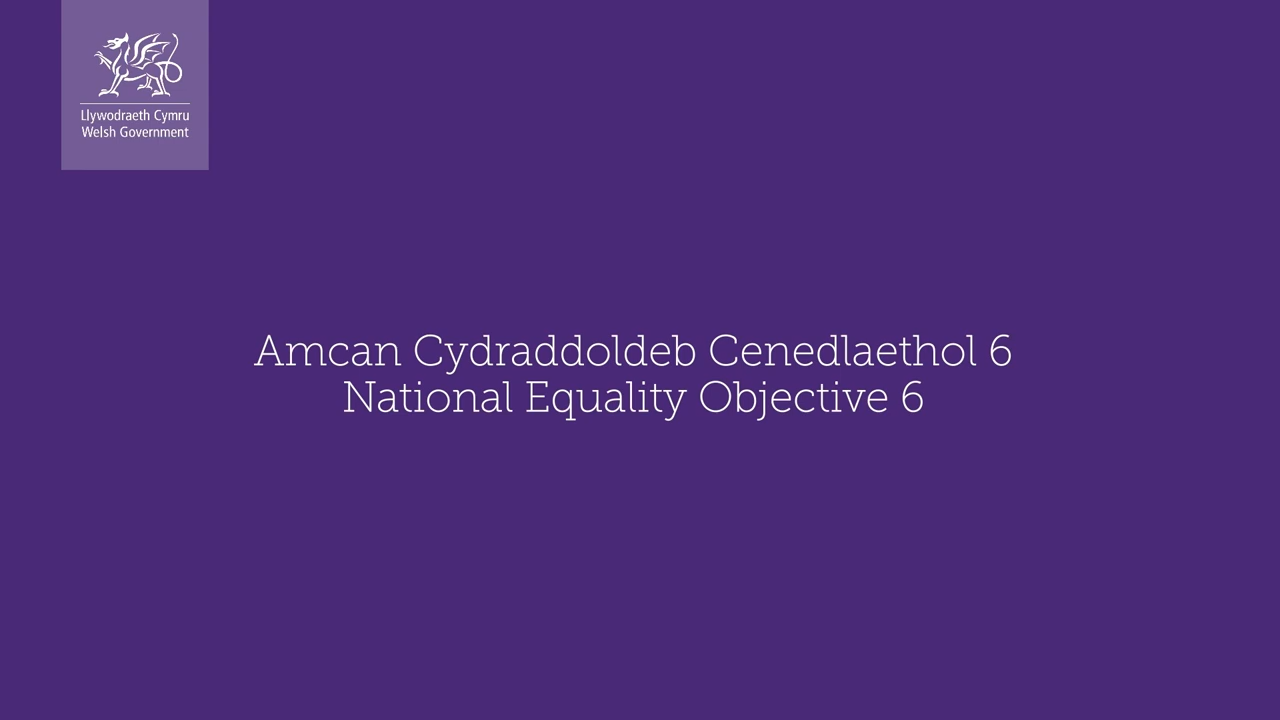 Llywodraeth Cymru
Welsh Government
Amcan Cydraddoldeb Cenedlaethol 6
National Equality Objective 6